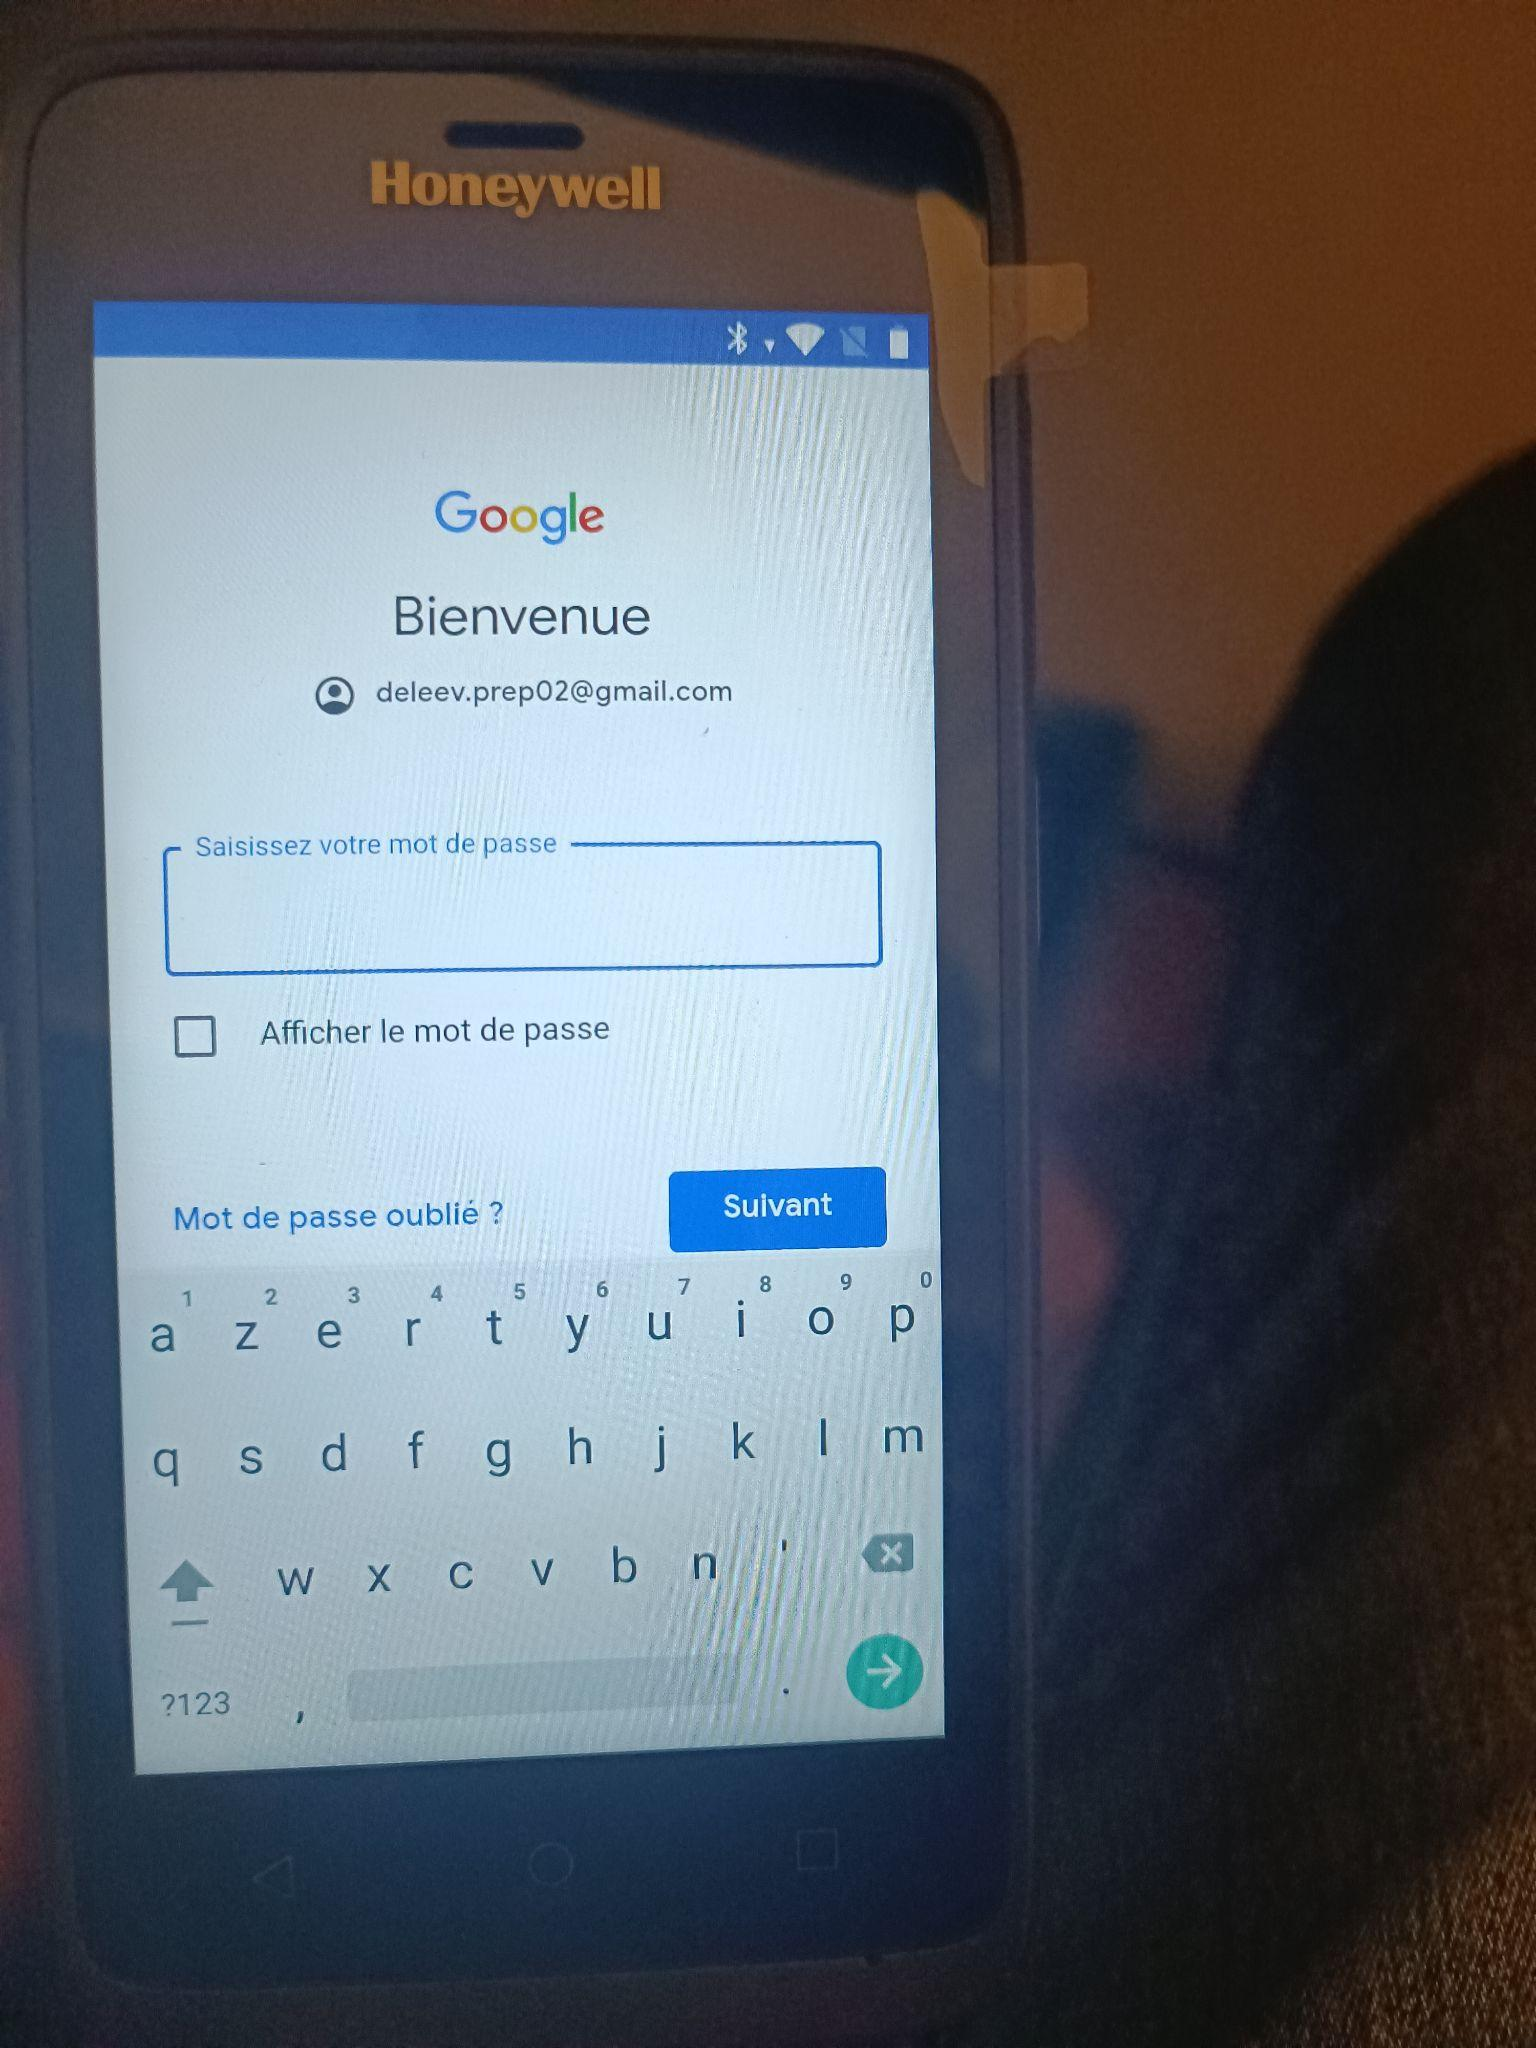 Honeywell
Google
Bienvenue
deleev.prep02@gmail.com
Saisissez votre mot de passe
Afficher le mot de passe
Mot de passe oublié ?
Suivant
1 2 3 4 5 6 7 8 9 0
a z e r t y u i o p
q s d f g h j k l m
w x c v b n '
?123 , .